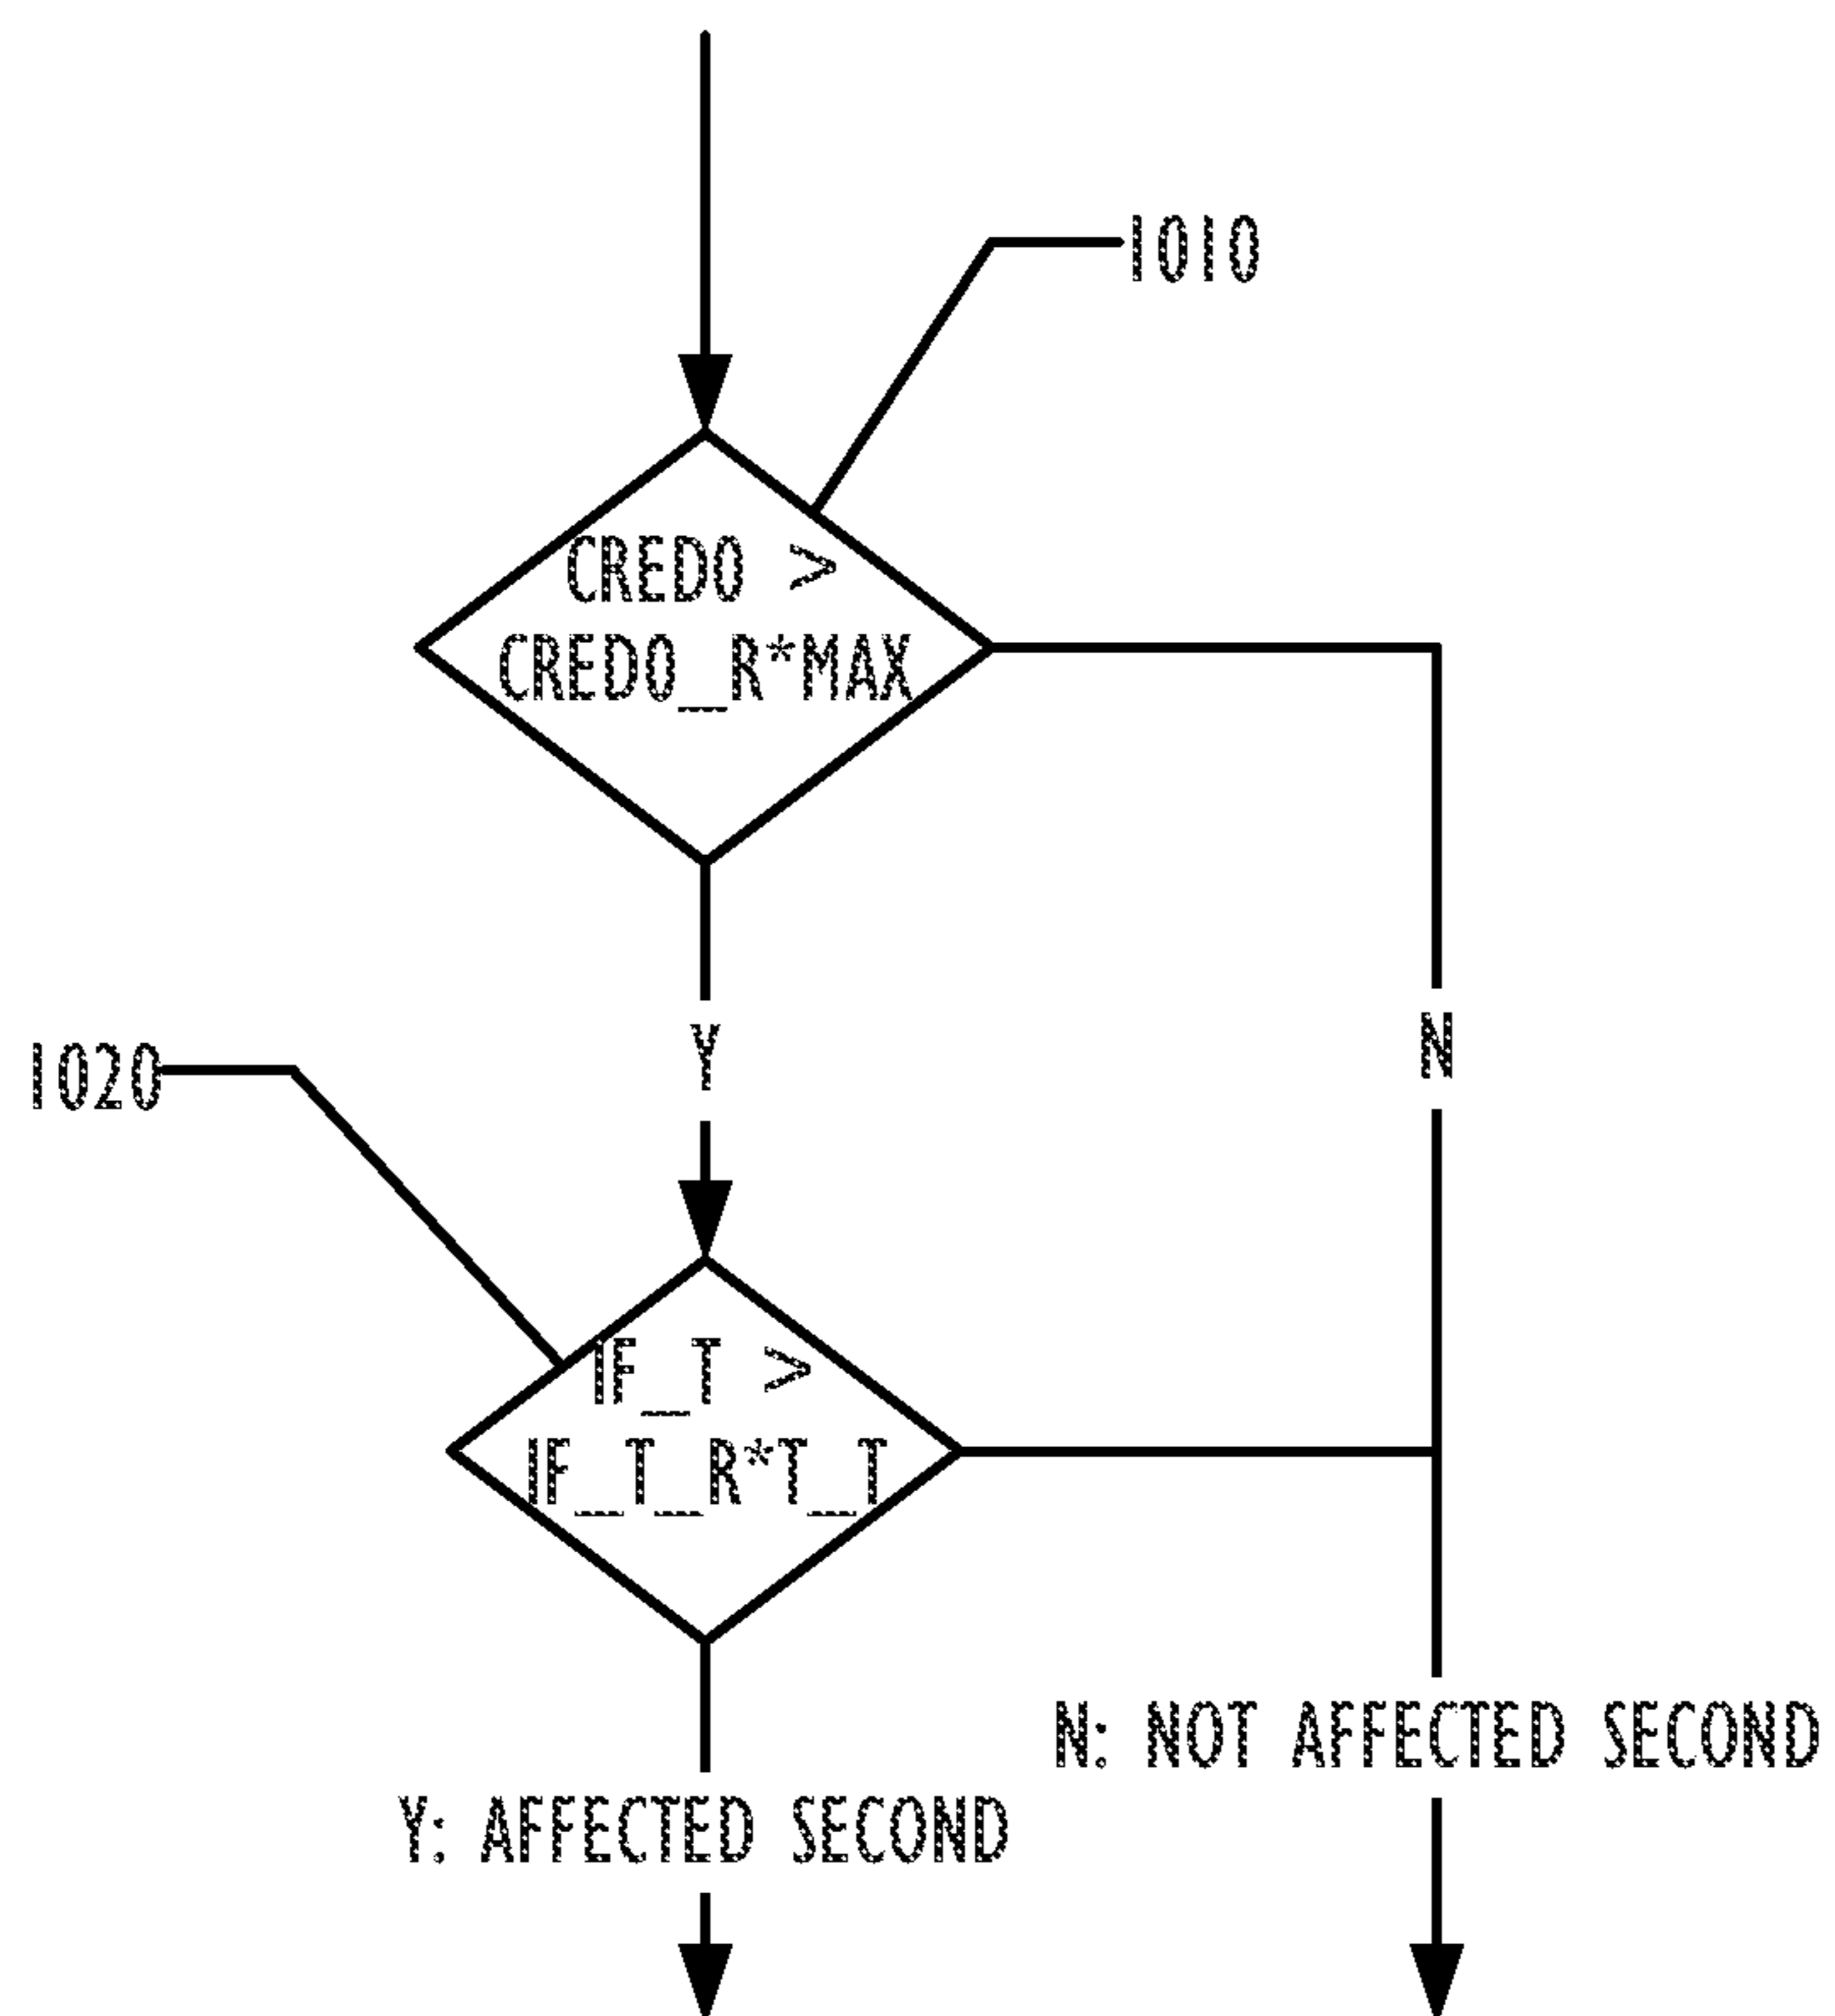 1010
CREDO >
CREDO_R*MAX
Y
N
1020
IF_T >
IF_T_R*T_T
N: NOT AFFECTED SECOND
Y: AFFECTED SECOND